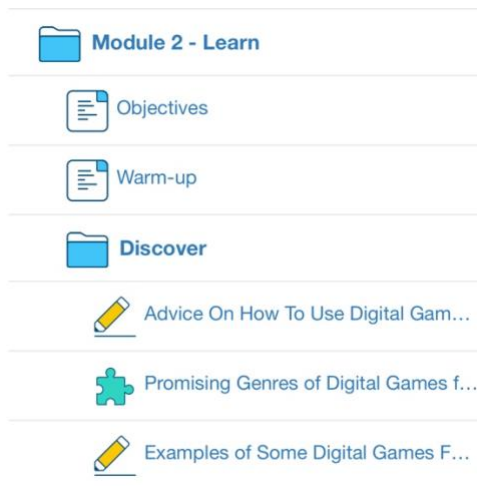 Module 2 - Learn
Objectives
Warm-up
Discover
Advice On How To Use Digital Gam...
Promising Genres of Digital Games f...
Examples of Some Digital Games F...